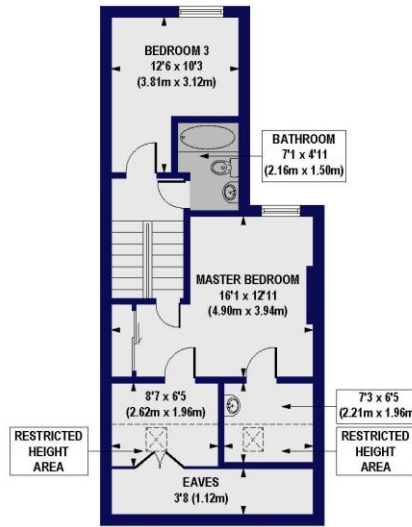 BEDROOM 3
12'6 x 10'3
(3.81m x 3.12m)
BATHROOM
7'1 x 4'11
(2.16m x 1.50m)
MASTER BEDROOM
16'1 x 12'11
(4.90m x 3.94m)
8'7 x 6'5
(2.62m x 1.96m)
7'3 x 6'5
(2.21m x 1.96m
RESTRICTED
HEIGHT
AREA
RESTRICTED
HEIGHT
AREA
EAVES
3'8 (1.12m)